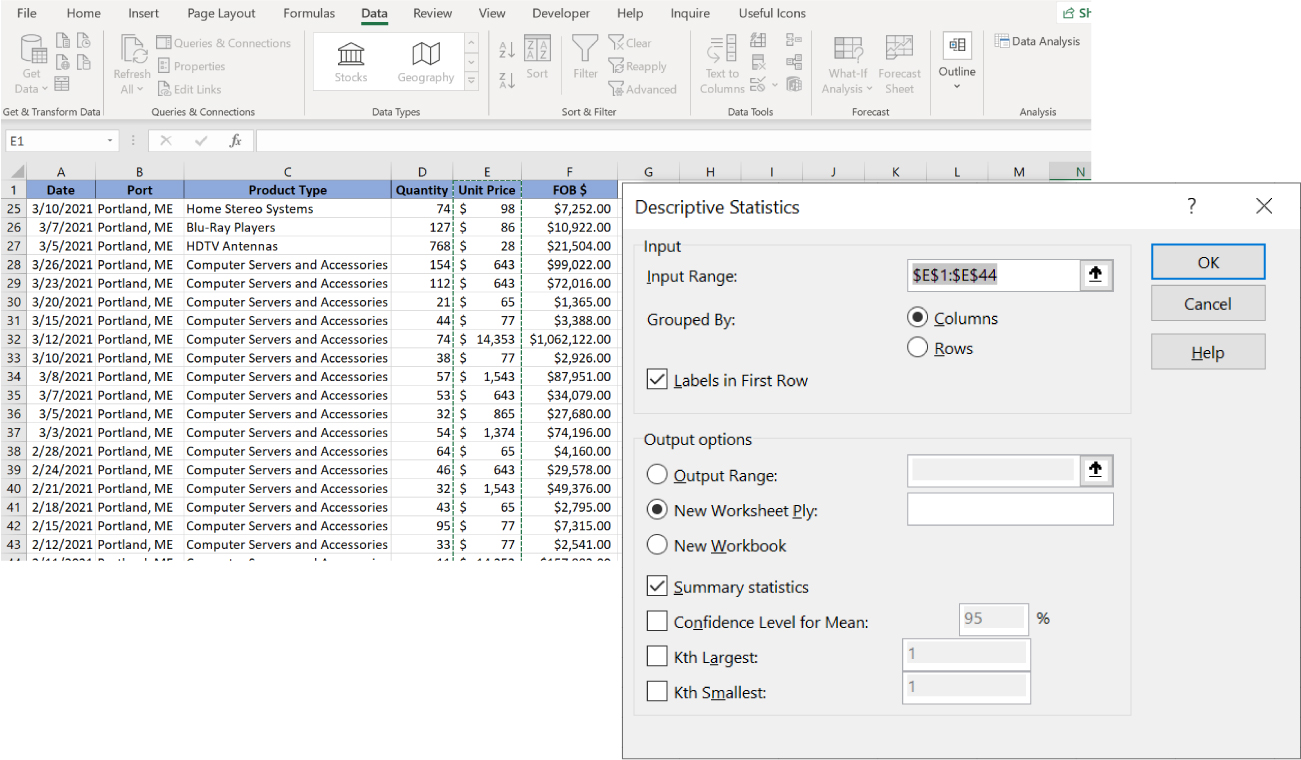 File Home Insert Page Layout Formulas Data Review View Developer Help Inquire Useful Icons Sh
Get Data
Refresh All
Queries & Connections
Properties
Edit Links
Stocks
Geography
Sort
Filter
Clear
Reapply
Advanced
Text to Columns
What-If Analysis
Forecast Sheet
Outline
Data Analysis
Get & Transform Data Queries & Connections Data Types Sort & Filter Data Tools Forecast Analysis
E1 fx
A B C D E F G H I J K L M N
1 Date Port Product Type Quantity Unit Price FOB $
25 3/10/2021 Portland, ME Home Stereo Systems 74 $ 98 $7,252.00
26 3/7/2021 Portland, ME Blu-Ray Players 127 $ 86 $10,922.00
27 3/5/2021 Portland, ME HDTV Antennas 768 $ 28 $21,504.00
28 3/26/2021 Portland, ME Computer Servers and Accessories 154 $ 643 $99,022.00
29 3/23/2021 Portland, ME Computer Servers and Accessories 112 $ 643 $72,016.00
30 3/20/2021 Portland, ME Computer Servers and Accessories 21 $ 65 $1,365.00
31 3/15/2021 Portland, ME Computer Servers and Accessories 44 $ 77 $3,388.00
32 3/12/2021 Portland, ME Computer Servers and Accessories 74 $ 14,353 $1,062,122.00
33 3/10/2021 Portland, ME Computer Servers and Accessories 38 $ 77 $2,926.00
34 3/8/2021 Portland, ME Computer Servers and Accessories 57 $ 1,543 $87,951.00
35 3/7/2021 Portland, ME Computer Servers and Accessories 53 $ 643 $34,079.00
36 3/5/2021 Portland, ME Computer Servers and Accessories 32 $ 865 $27,680.00
37 3/3/2021 Portland, ME Computer Servers and Accessories 54 $ 1,374 $74,196.00
38 2/28/2021 Portland, ME Computer Servers and Accessories 64 $ 65 $4,160.00
39 2/24/2021 Portland, ME Computer Servers and Accessories 46 $ 643 $29,578.00
40 2/21/2021 Portland, ME Computer Servers and Accessories 32 $ 1,543 $49,376.00
41 2/18/2021 Portland, ME Computer Servers and Accessories 43 $ 65 $2,795.00
42 2/15/2021 Portland, ME Computer Servers and Accessories 95 $ 77 $7,315.00
43 2/12/2021 Portland, ME Computer Servers and Accessories 33 $ 77 $2,541.00
Descriptive Statistics ?
Input
Input Range: $E$1:$E$44
Grouped By: Columns
Rows
Labels in First Row
OK
Cancel
Help
Output options
Output Range:
New Worksheet Ply:
New Workbook
Summary statistics
Confidence Level for Mean: 95 %
Kth Largest: 1
Kth Smallest: 1